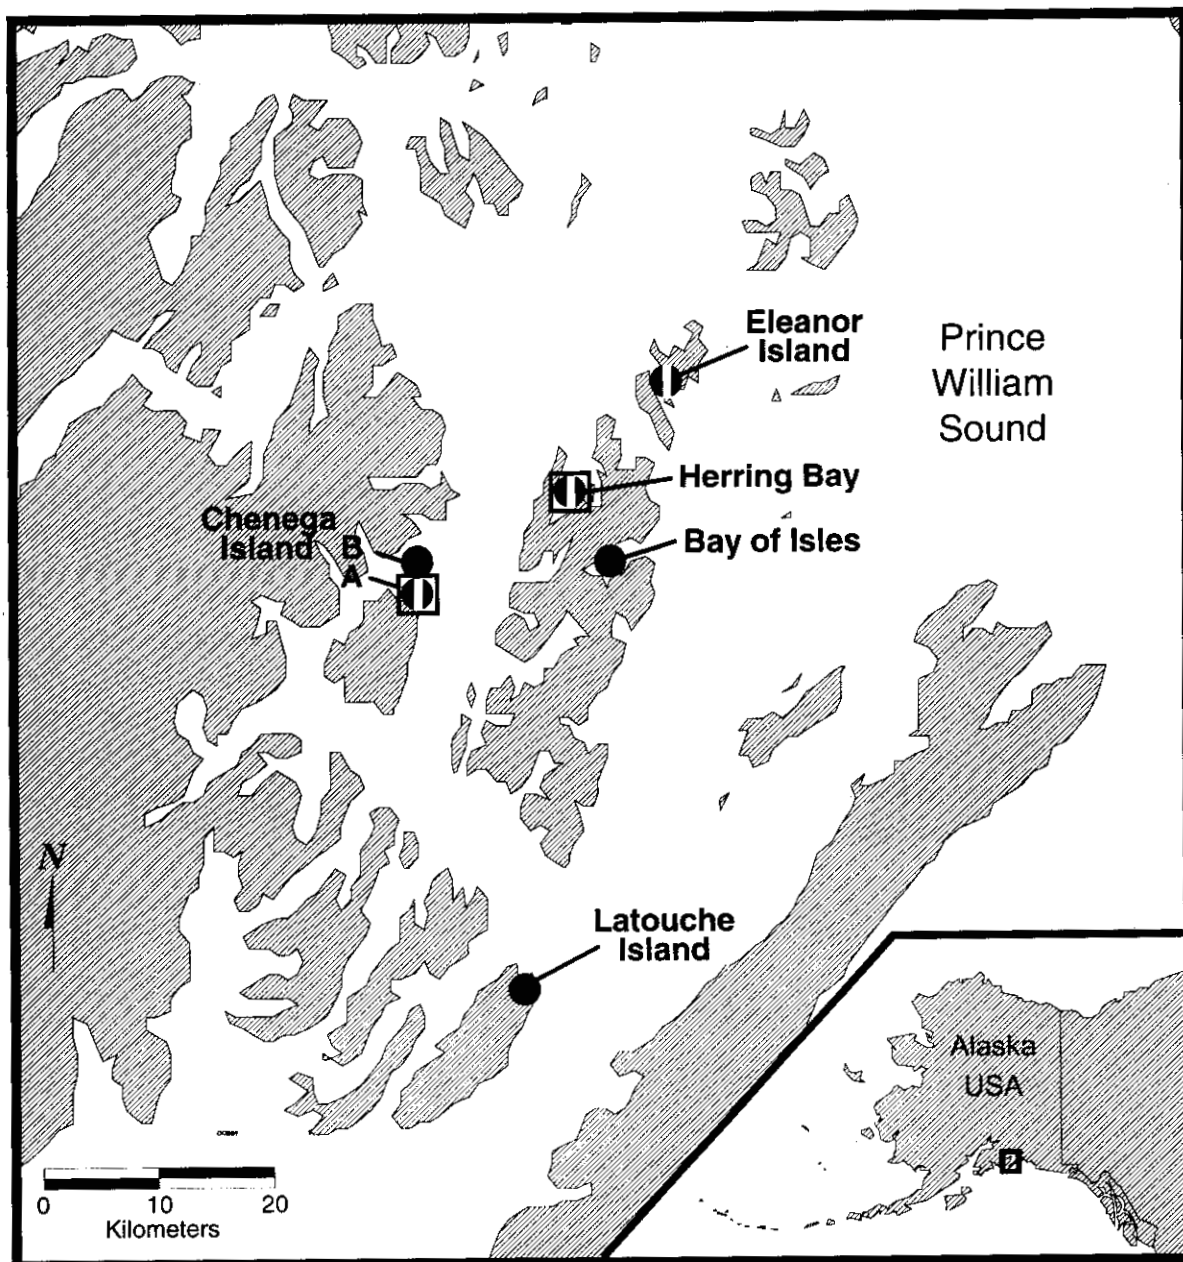 Eleanor
Island
Prince
William
Sound
Herring Bay
Chenega
Island
B
A
Bay of Isles
N
Latouche
Island
Alaska
USA
0
10
20
Kilometers